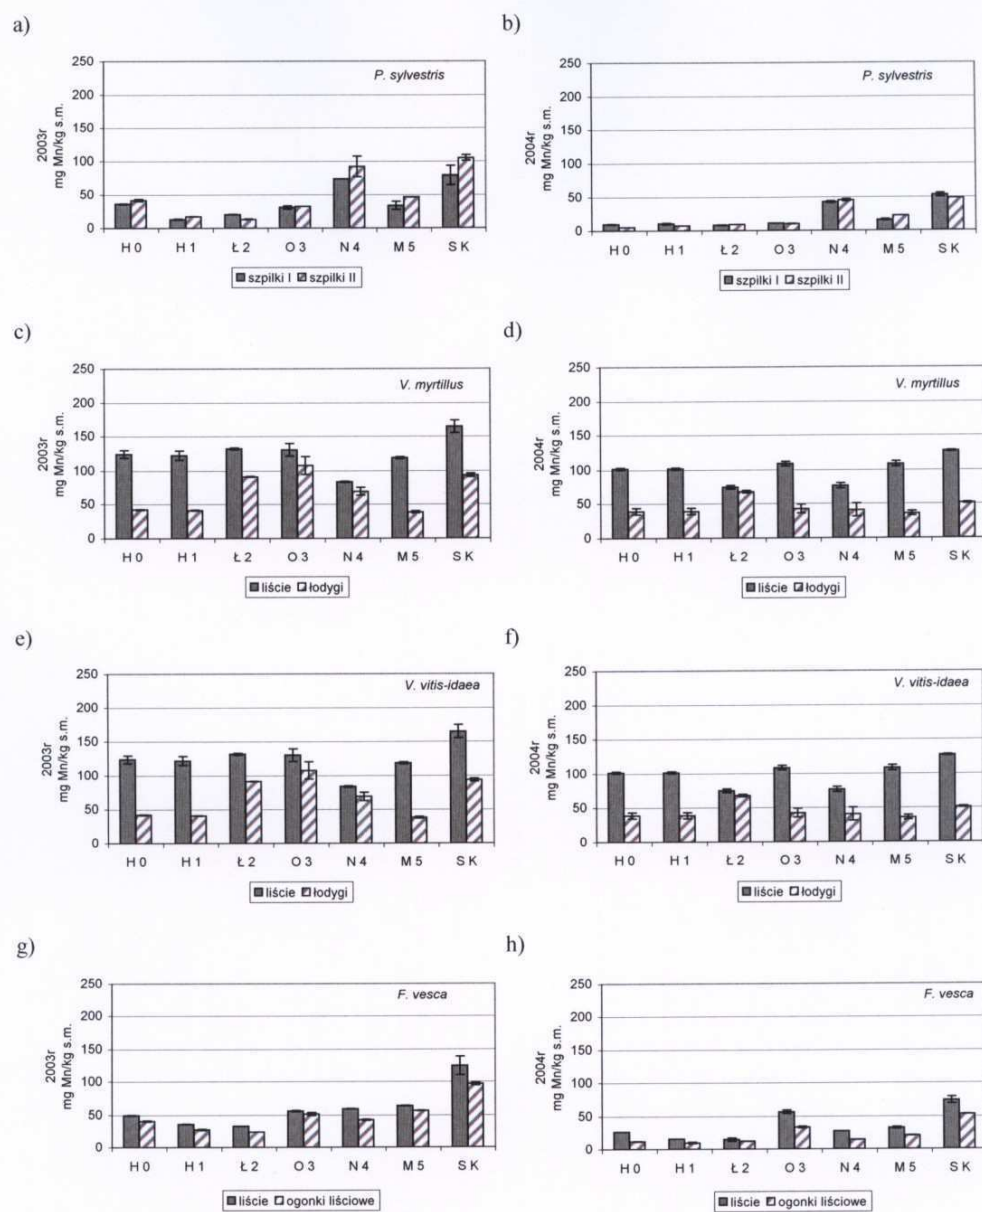 a)
b)
250
200
150
100
50
0
2003r
mg Mn/kg s.m.
P. sylvestris
H 0 H 1 Ł 2 O 3 N 4 M 5 S K
szpilki I szpilki II
250
200
150
100
50
0
2004r
mg Mn/kg s.m.
P. sylvestris
H 0 H 1 Ł 2 O 3 N 4 M 5 S K
szpilki I szpilki II
c)
d)
250
200
150
100
50
0
2003r
mg Mn/kg s.m.
V. myrtillus
H 0 H 1 Ł 2 O 3 N 4 M 5 S K
liście łodygi
250
200
150
100
50
0
2004r
mg Mn/kg s.m.
V. myrtillus
H 0 H 1 Ł 2 O 3 N 4 M 5 S K
liście łodygi
e)
f)
250
200
150
100
50
0
2003r
mg Mn/kg s.m.
V. vitis-idaea
H 0 H 1 Ł 2 O 3 N 4 M 5 S K
liście łodygi
250
200
150
100
50
0
2004r
mg Mn/kg s.m.
V. vitis-idaea
H 0 H 1 Ł 2 O 3 N 4 M 5 S K
liście łodygi
g)
h)
250
200
150
100
50
0
2003r
mg Mn/kg s.m.
F. vesca
H 0 H 1 Ł 2 O 3 N 4 M 5 S K
liście ogonki liściowe
250
200
150
100
50
0
2004r
mg Mn/kg s.m.
F. vesca
H 0 H 1 Ł 2 O 3 N 4 M 5 S K
liście ogonki liściowe